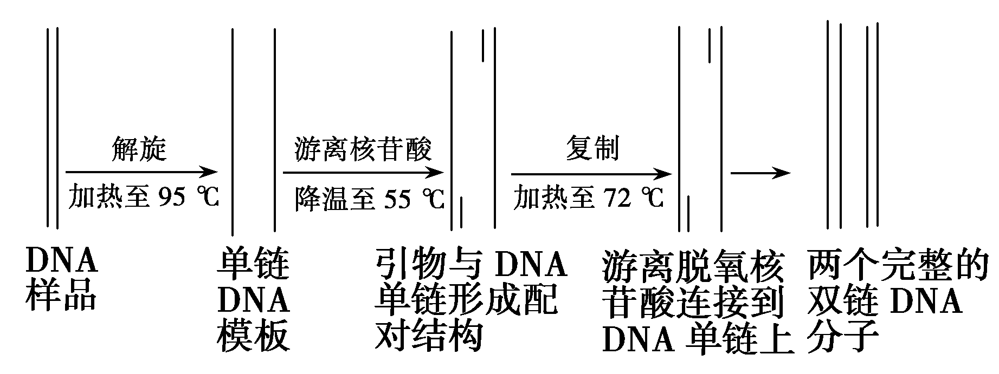 解旋
加热至 95 ℃
游离核苷酸
降温至 55 ℃
复制
加热至 72 ℃
DNA
样品
单链
DNA
模板
引物与 DNA
单链形成配
对结构
游离脱氧核
苷酸连接到
DNA 单链上
两个完整的
双链 DNA
分子